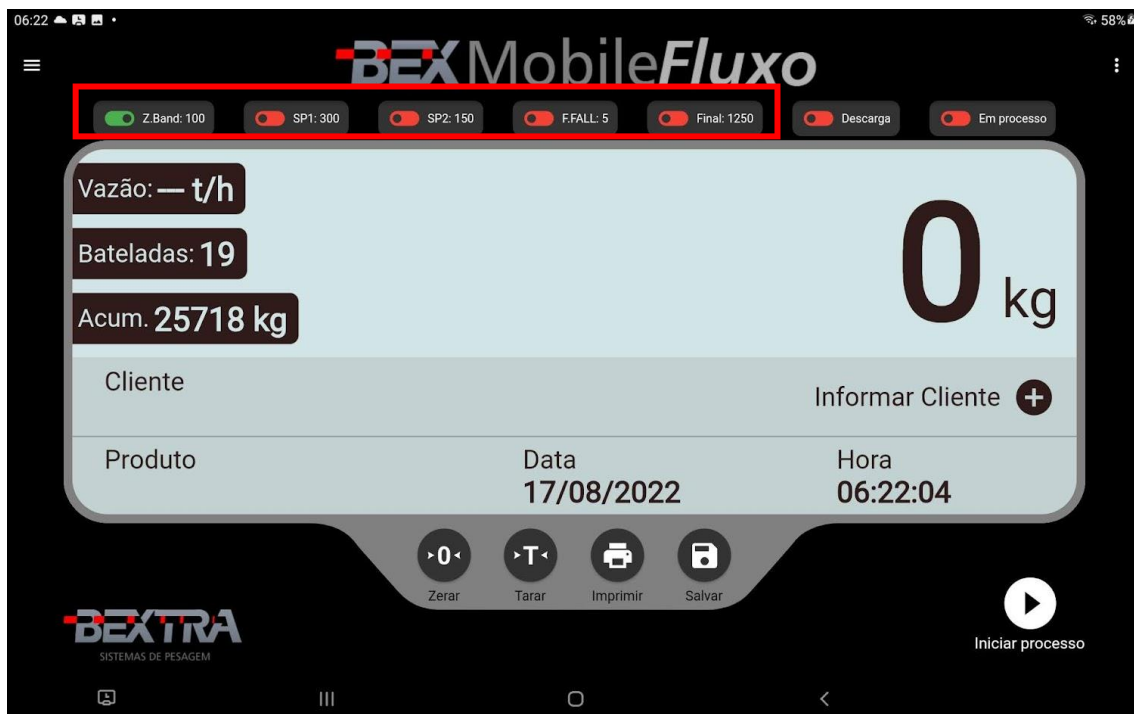 06:22
58%
BEX MobileFluxo
Z.Band: 100 SP1: 300 SP2: 150 F.FALL: 5 Final: 1250 Descarga Em processo
Vazão: — t/h
Bateladas: 19
0 kg
Acum. 25718 kg
Cliente
Informar Cliente
Produto Data Hora
17/08/2022 06:22:04
0 T
Zerar Tarar Imprimir Salvar
BEXTRA
SISTEMAS DE PESAGEM
Iniciar processo